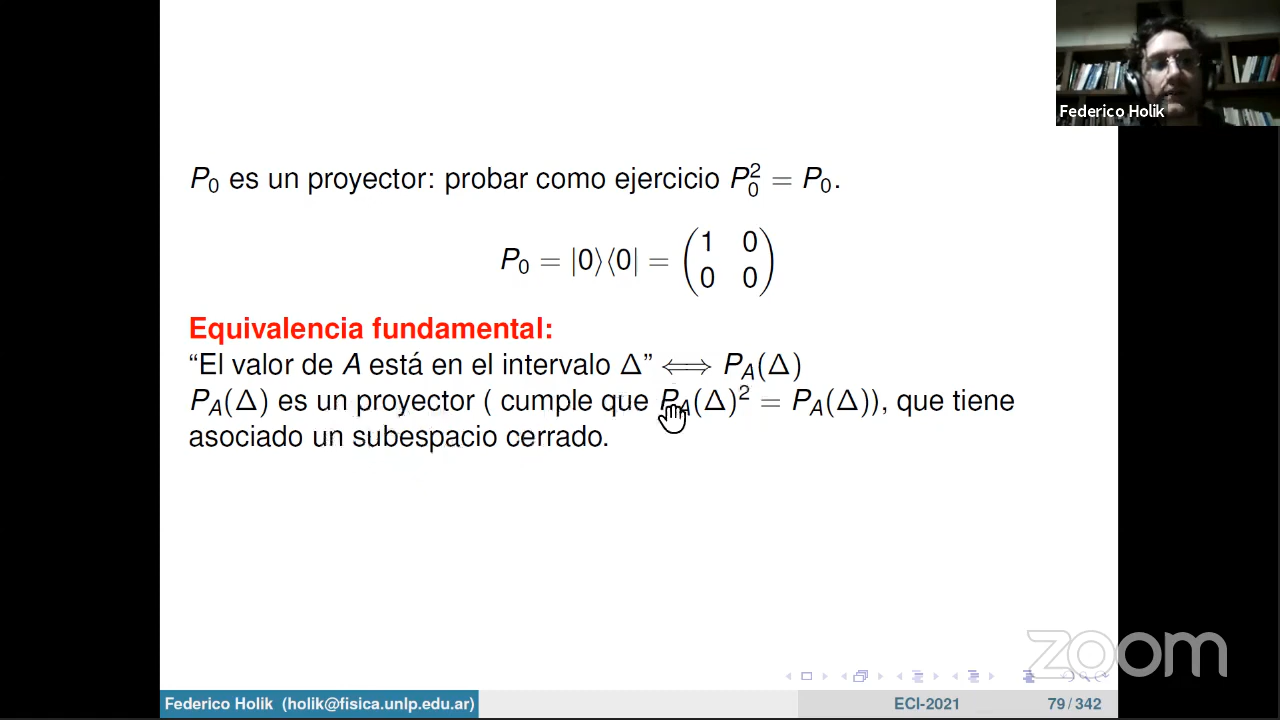 Federico Holik
P₀ es un proyector: probar como ejercicio P₀² = P₀.
P₀ = |0⟩⟨0| = (1 0
0 0)
Equivalencia fundamental:
“El valor de A está en el intervalo Δ” ⟺ P_A(Δ)
P_A(Δ) es un proyector ( cumple que P_A(Δ)² = P_A(Δ)), que tiene
asociado un subespacio cerrado.
zoom
Federico Holik (holik@fisica.unlp.edu.ar) ECI-2021 79/342